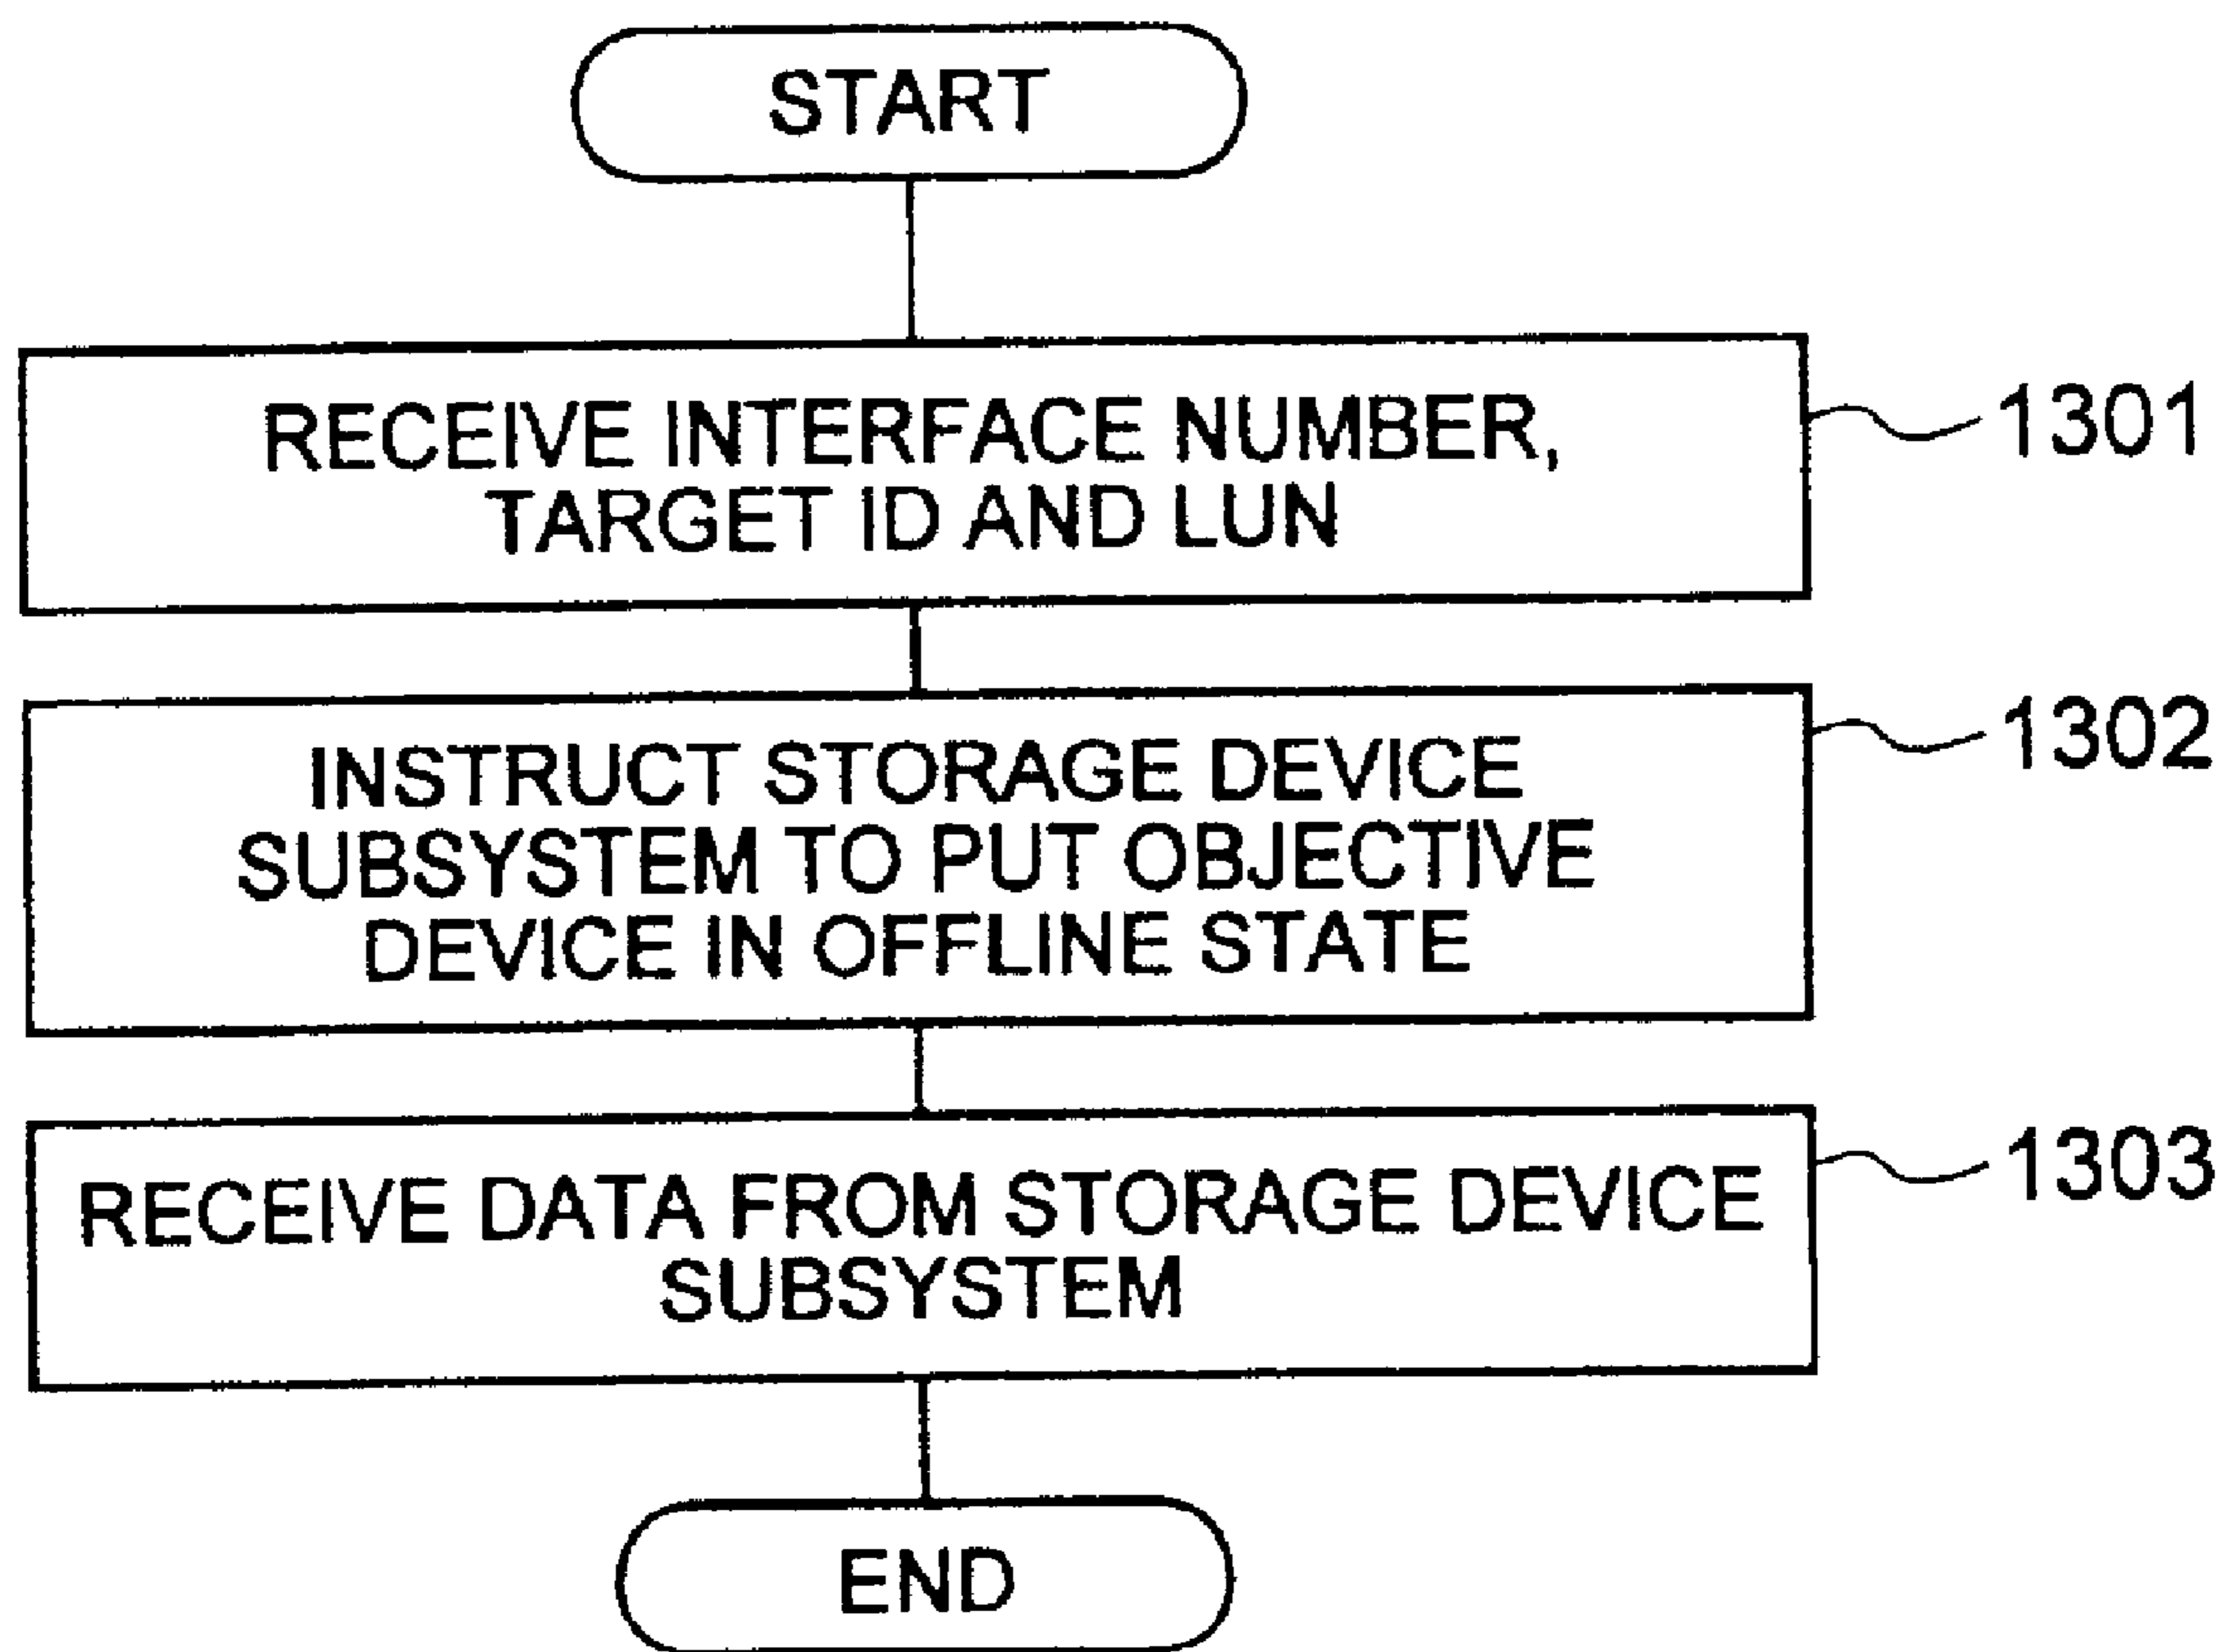 START
RECEIVE INTERFACE NUMBER,
TARGET ID AND LUN
1301
INSTRUCT STORAGE DEVICE
SUBSYSTEM TO PUT OBJECTIVE
DEVICE IN OFFLINE STATE
1302
RECEIVE DATA FROM STORAGE DEVICE
SUBSYSTEM
1303
END